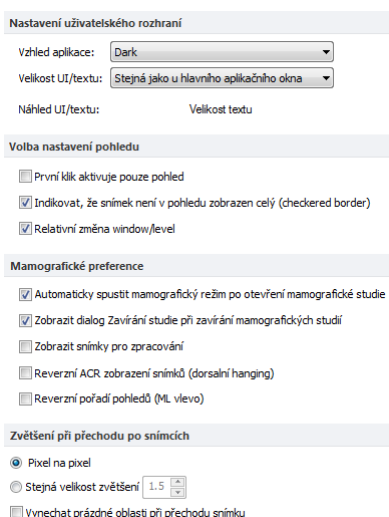 Nastavení uživatelského rozhraní
Vzhled aplikace: Dark
Velikost UI/textu: Stejná jako u hlavního aplikačního okna
Náhled UI/textu: Velikost textu
Volba nastavení pohledu
První klik aktivuje pouze pohled
Indikovat, že snímek není v pohledu zobrazen celý (checkered border)
Relativní změna window/level
Mamografické preference
Automaticky spustit mamografický režim po otevření mamografické studie
Zobrazit dialog Zavírání studie při zavírání mamografických studií
Zobrazit snímky pro zpracování
Reverzní ACR zobrazení snímků (dorsalní hanging)
Reverzní pořadí pohledů (ML vlevo)
Zvětšení při přechodu po snímcích
Pixel na pixel
Stejná velikost zvětšení 1.5
Vynechat prázdné oblasti při přechodu snímku